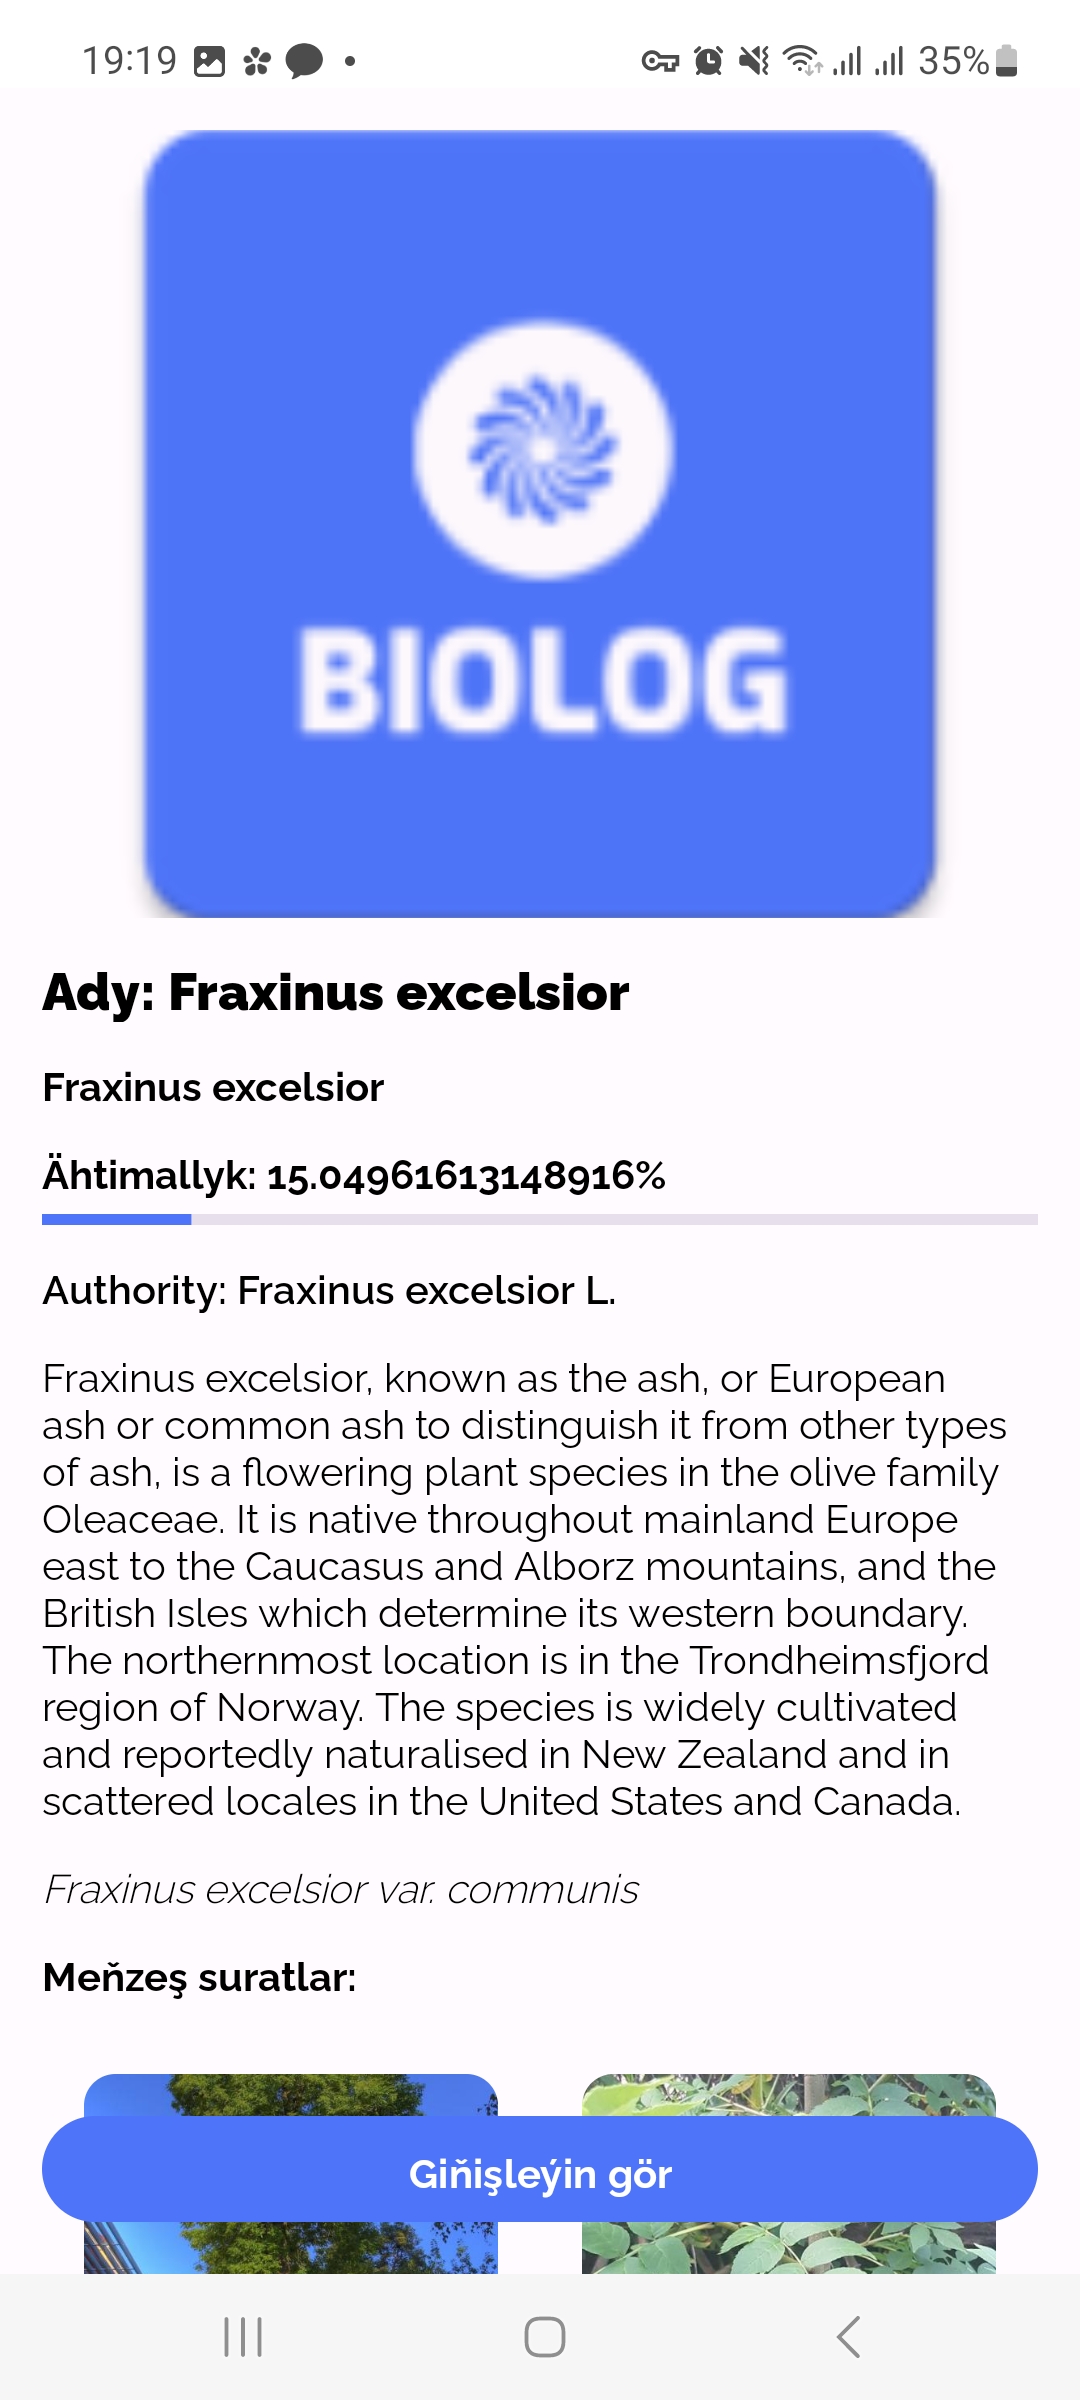 19:19
35%
BIOLOG
Ady: Fraxinus excelsior
Fraxinus excelsior
Ähtimallyk: 15.04961613148916%
Authority: Fraxinus excelsior L.
Fraxinus excelsior, known as the ash, or European
ash or common ash to distinguish it from other types
of ash, is a flowering plant species in the olive family
Oleaceae. It is native throughout mainland Europe
east to the Caucasus and Alborz mountains, and the
British Isles which determine its western boundary.
The northernmost location is in the Trondheimsfjord
region of Norway. The species is widely cultivated
and reportedly naturalised in New Zealand and in
scattered locales in the United States and Canada.
Fraxinus excelsior var. communis
Meňzeş suratlar:
Giňişleýin gör